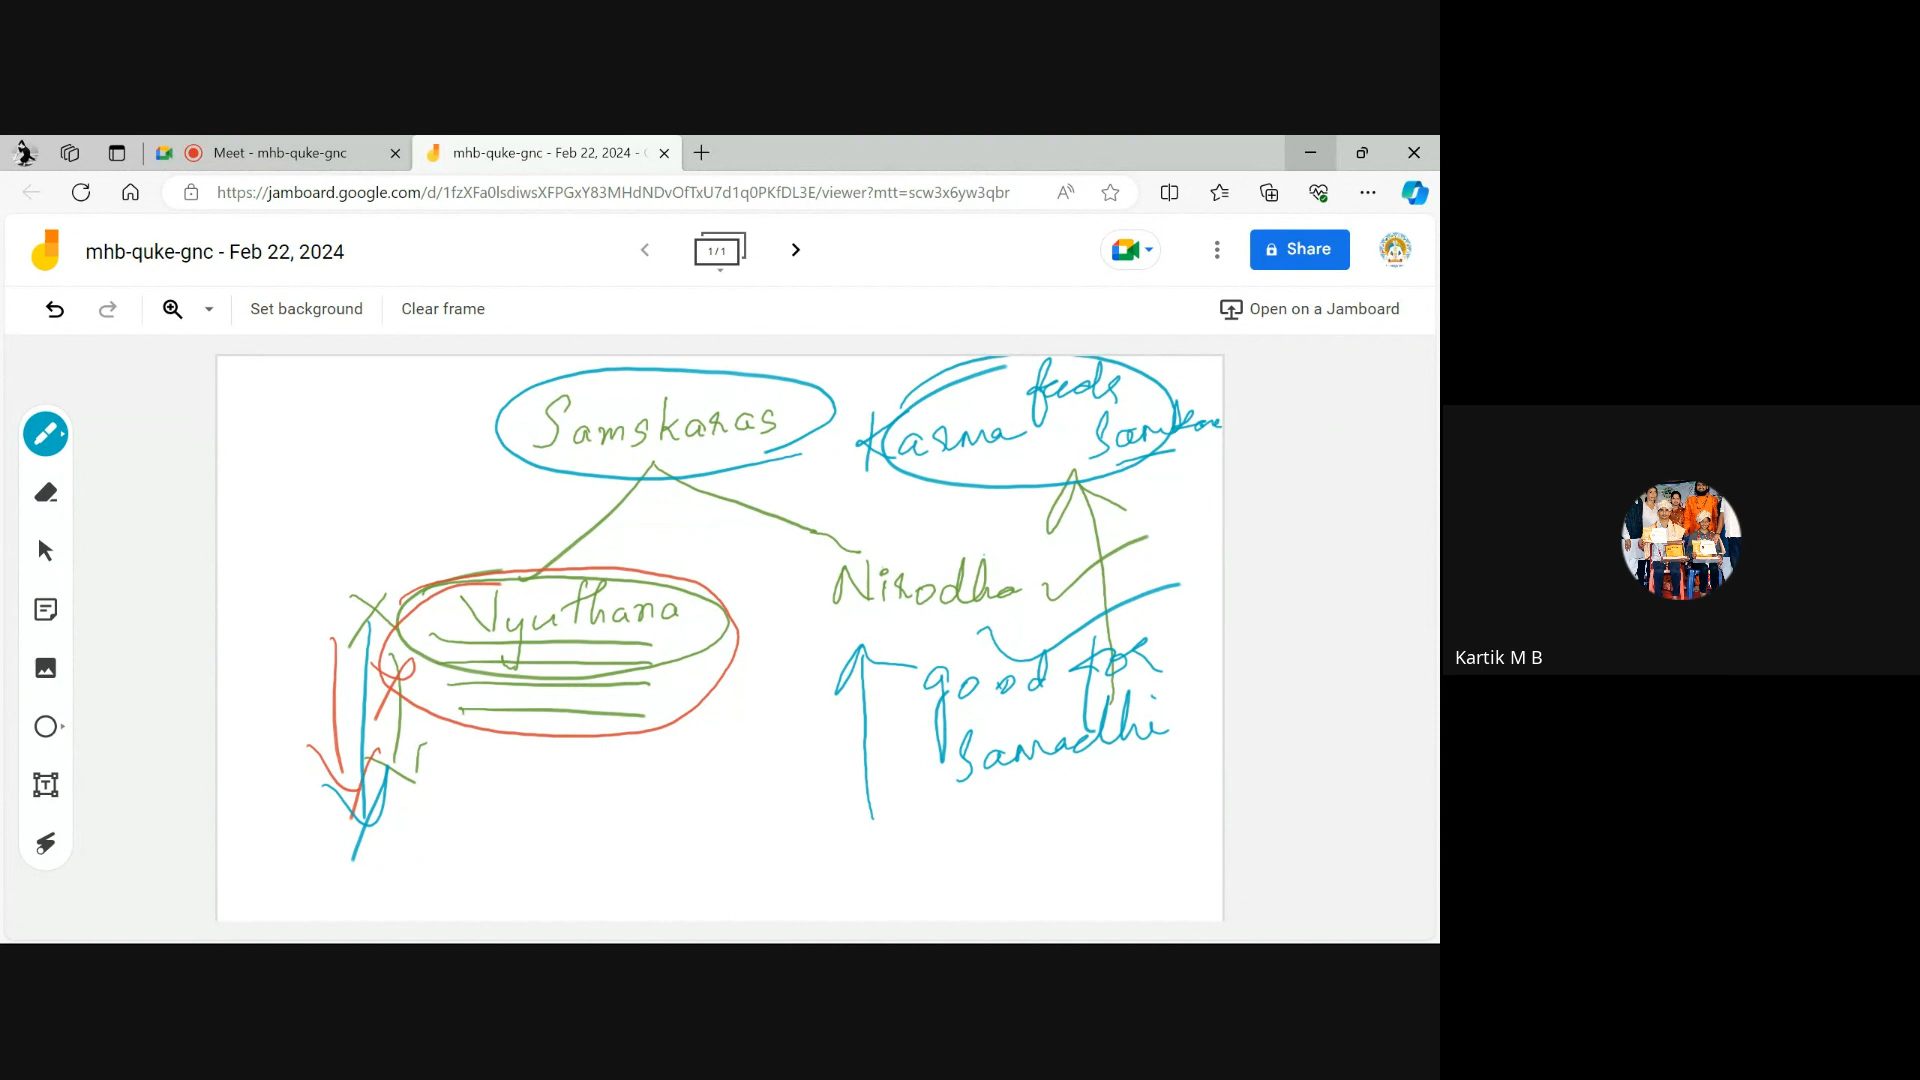 Meet - mhb-quke-gnc
mhb-quke-gnc - Feb 22, 2024 -
https://jamboard.google.com/d/1fzXFa0lsdiwsXFPGxY83MHdNDvOfTxU7d1q0PKfDL3E/viewer?mtt=scw3x6yw3qbr
mhb-quke-gnc - Feb 22, 2024
1/1
Share
Set background
Clear frame
Open on a Jamboard
feeds
Samskaras
Karma Samskara
Nirodha
Vyuthana
good for
Samadhi
Kartik M B